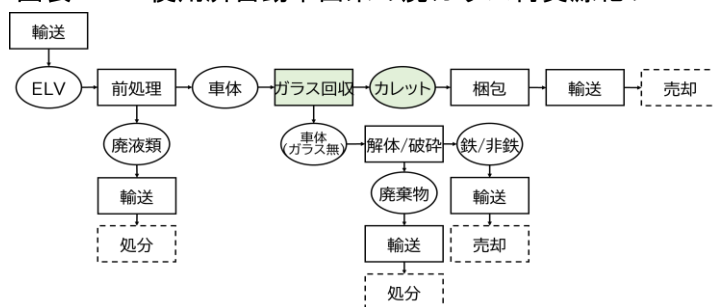 輸送
ELV
前処理
車体
ガラス回収
カレット
梱包
輸送
売却
廃液類
車体
(ガラス無)
解体/破砕
鉄/非鉄
輸送
廃棄物
輸送
処分
輸送
売却
処分